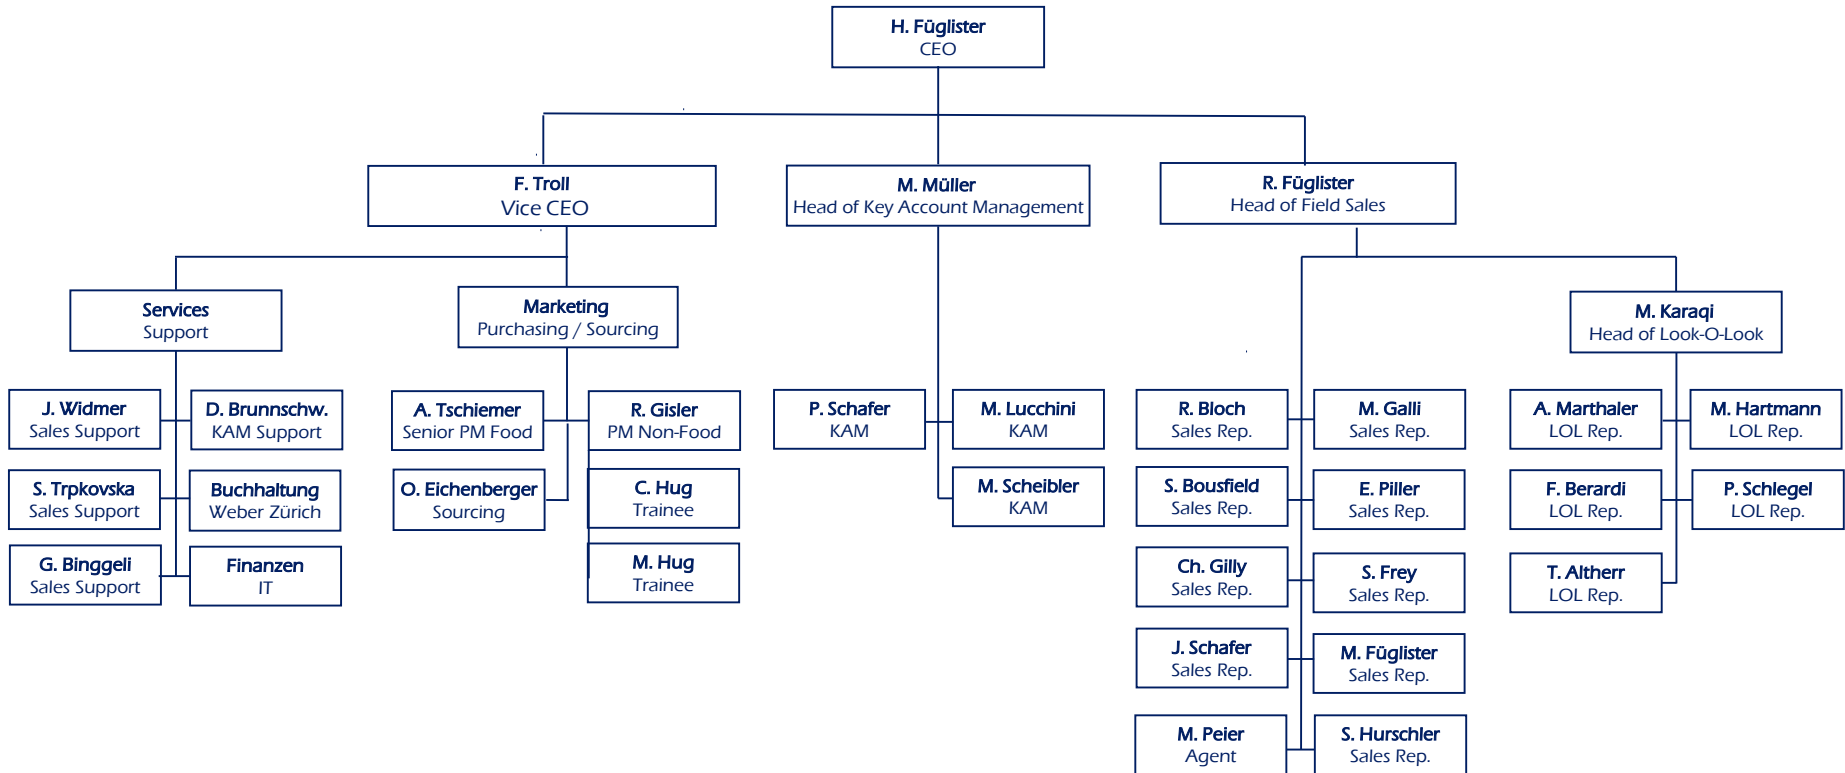 H. Füglister
CEO
F. Troll
Vice CEO
M. Müller
Head of Key Account Management
R. Füglister
Head of Field Sales
Services
Support
Marketing
Purchasing / Sourcing
M. Karaqi
Head of Look-O-Look
J. Widmer
Sales Support
D. Brunnschw.
KAM Support
S. Trpkovska
Sales Support
Buchhaltung
Weber Zürich
G. Binggeli
Sales Support
Finanzen
IT
A. Tschiemer
Senior PM Food
R. Gisler
PM Non-Food
O. Eichenberger
Sourcing
C. Hug
Trainee
M. Hug
Trainee
P. Schafer
KAM
M. Lucchini
KAM
M. Scheibler
KAM
R. Bloch
Sales Rep.
M. Galli
Sales Rep.
S. Bousfield
Sales Rep.
E. Piller
Sales Rep.
Ch. Gilly
Sales Rep.
S. Frey
Sales Rep.
J. Schafer
Sales Rep.
M. Füglister
Sales Rep.
M. Peier
Agent
S. Hurschler
Sales Rep.
A. Marthaler
LOL Rep.
M. Hartmann
LOL Rep.
F. Berardi
LOL Rep.
P. Schlegel
LOL Rep.
T. Altherr
LOL Rep.